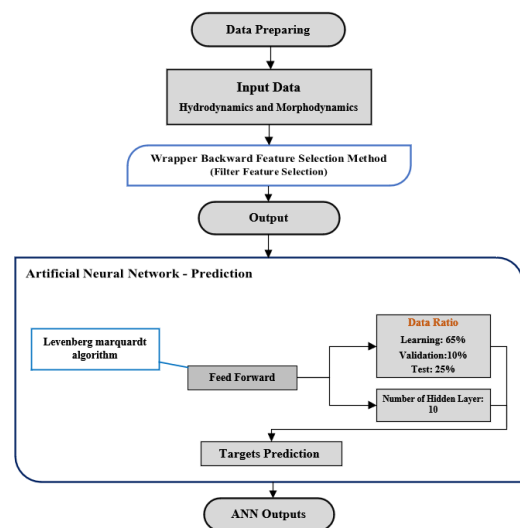 Data Preparing
Input Data
Hydrodynamics and Morphodynamics
Wrapper Backward Feature Selection Method
(Filter Feature Selection)
Output
Artificial Neural Network - Prediction
Levenberg marquardt
algorithm
Feed Forward
Data Ratio
Learning: 65%
Validation:10%
Test: 25%
Number of Hidden Layer:
10
Targets Prediction
ANN Outputs